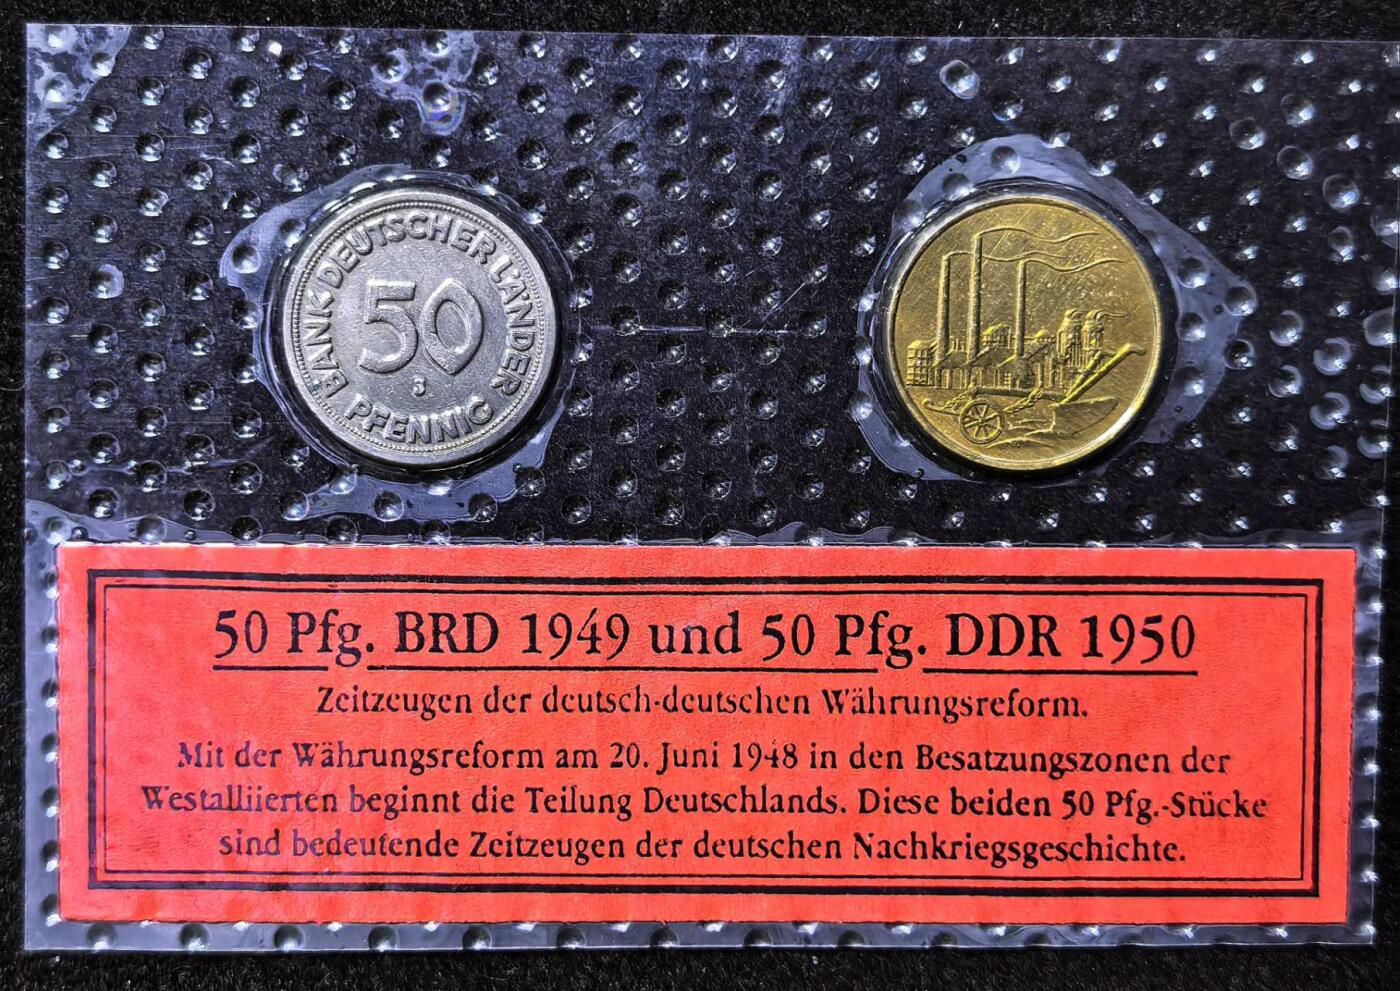 BANK DEUTSCHER LÄNDER
50
J
PFENNIG
50 Pfg. BRD 1949 und 50 Pfg. DDR 1950
Zeitzeugen der deutsch-deutschen Währungsreform.
Mit der Währungsreform am 20. Juni 1948 in den Besatzungszonen der
Westalliierten beginnt die Teilung Deutschlands. Diese beiden 50 Pfg.-Stücke
sind bedeutende Zeitzeugen der deutschen Nachkriegsgeschichte.